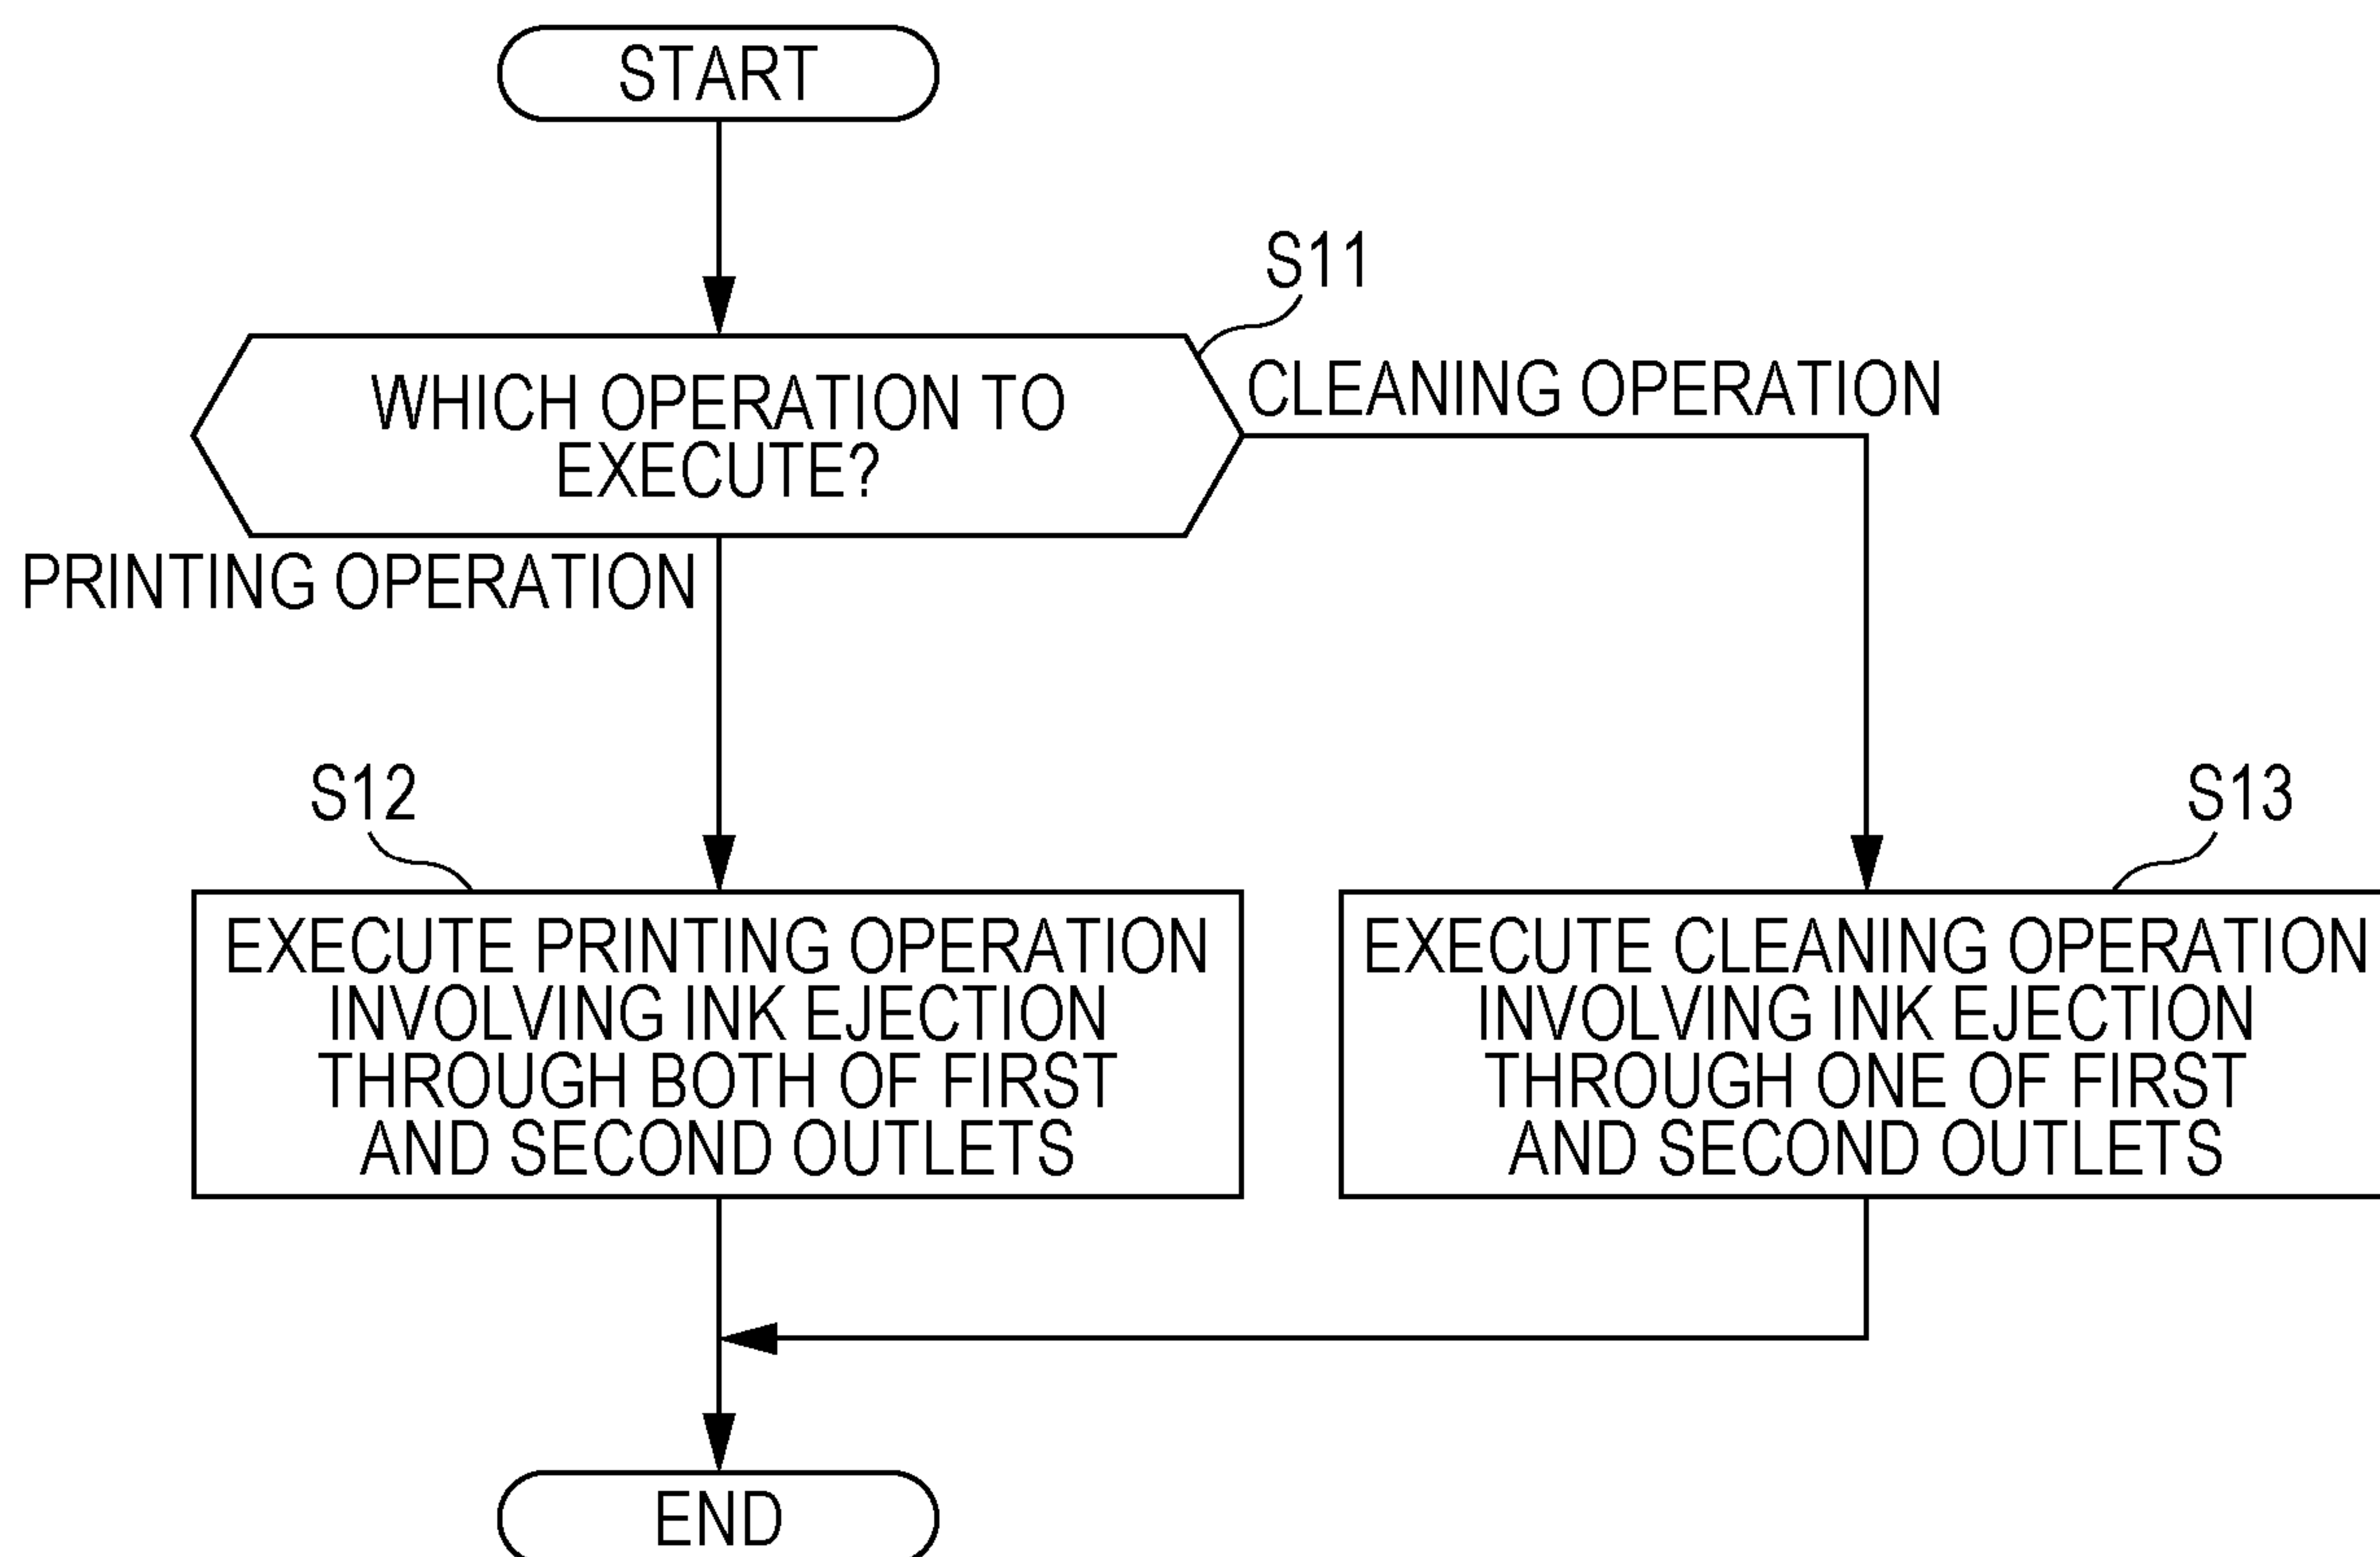 START
S11
WHICH OPERATION TO
EXECUTE?
CLEANING OPERATION
PRINTING OPERATION
S12
EXECUTE PRINTING OPERATION
INVOLVING INK EJECTION
THROUGH BOTH OF FIRST
AND SECOND OUTLETS
S13
EXECUTE CLEANING OPERATION
INVOLVING INK EJECTION
THROUGH ONE OF FIRST
AND SECOND OUTLETS
END